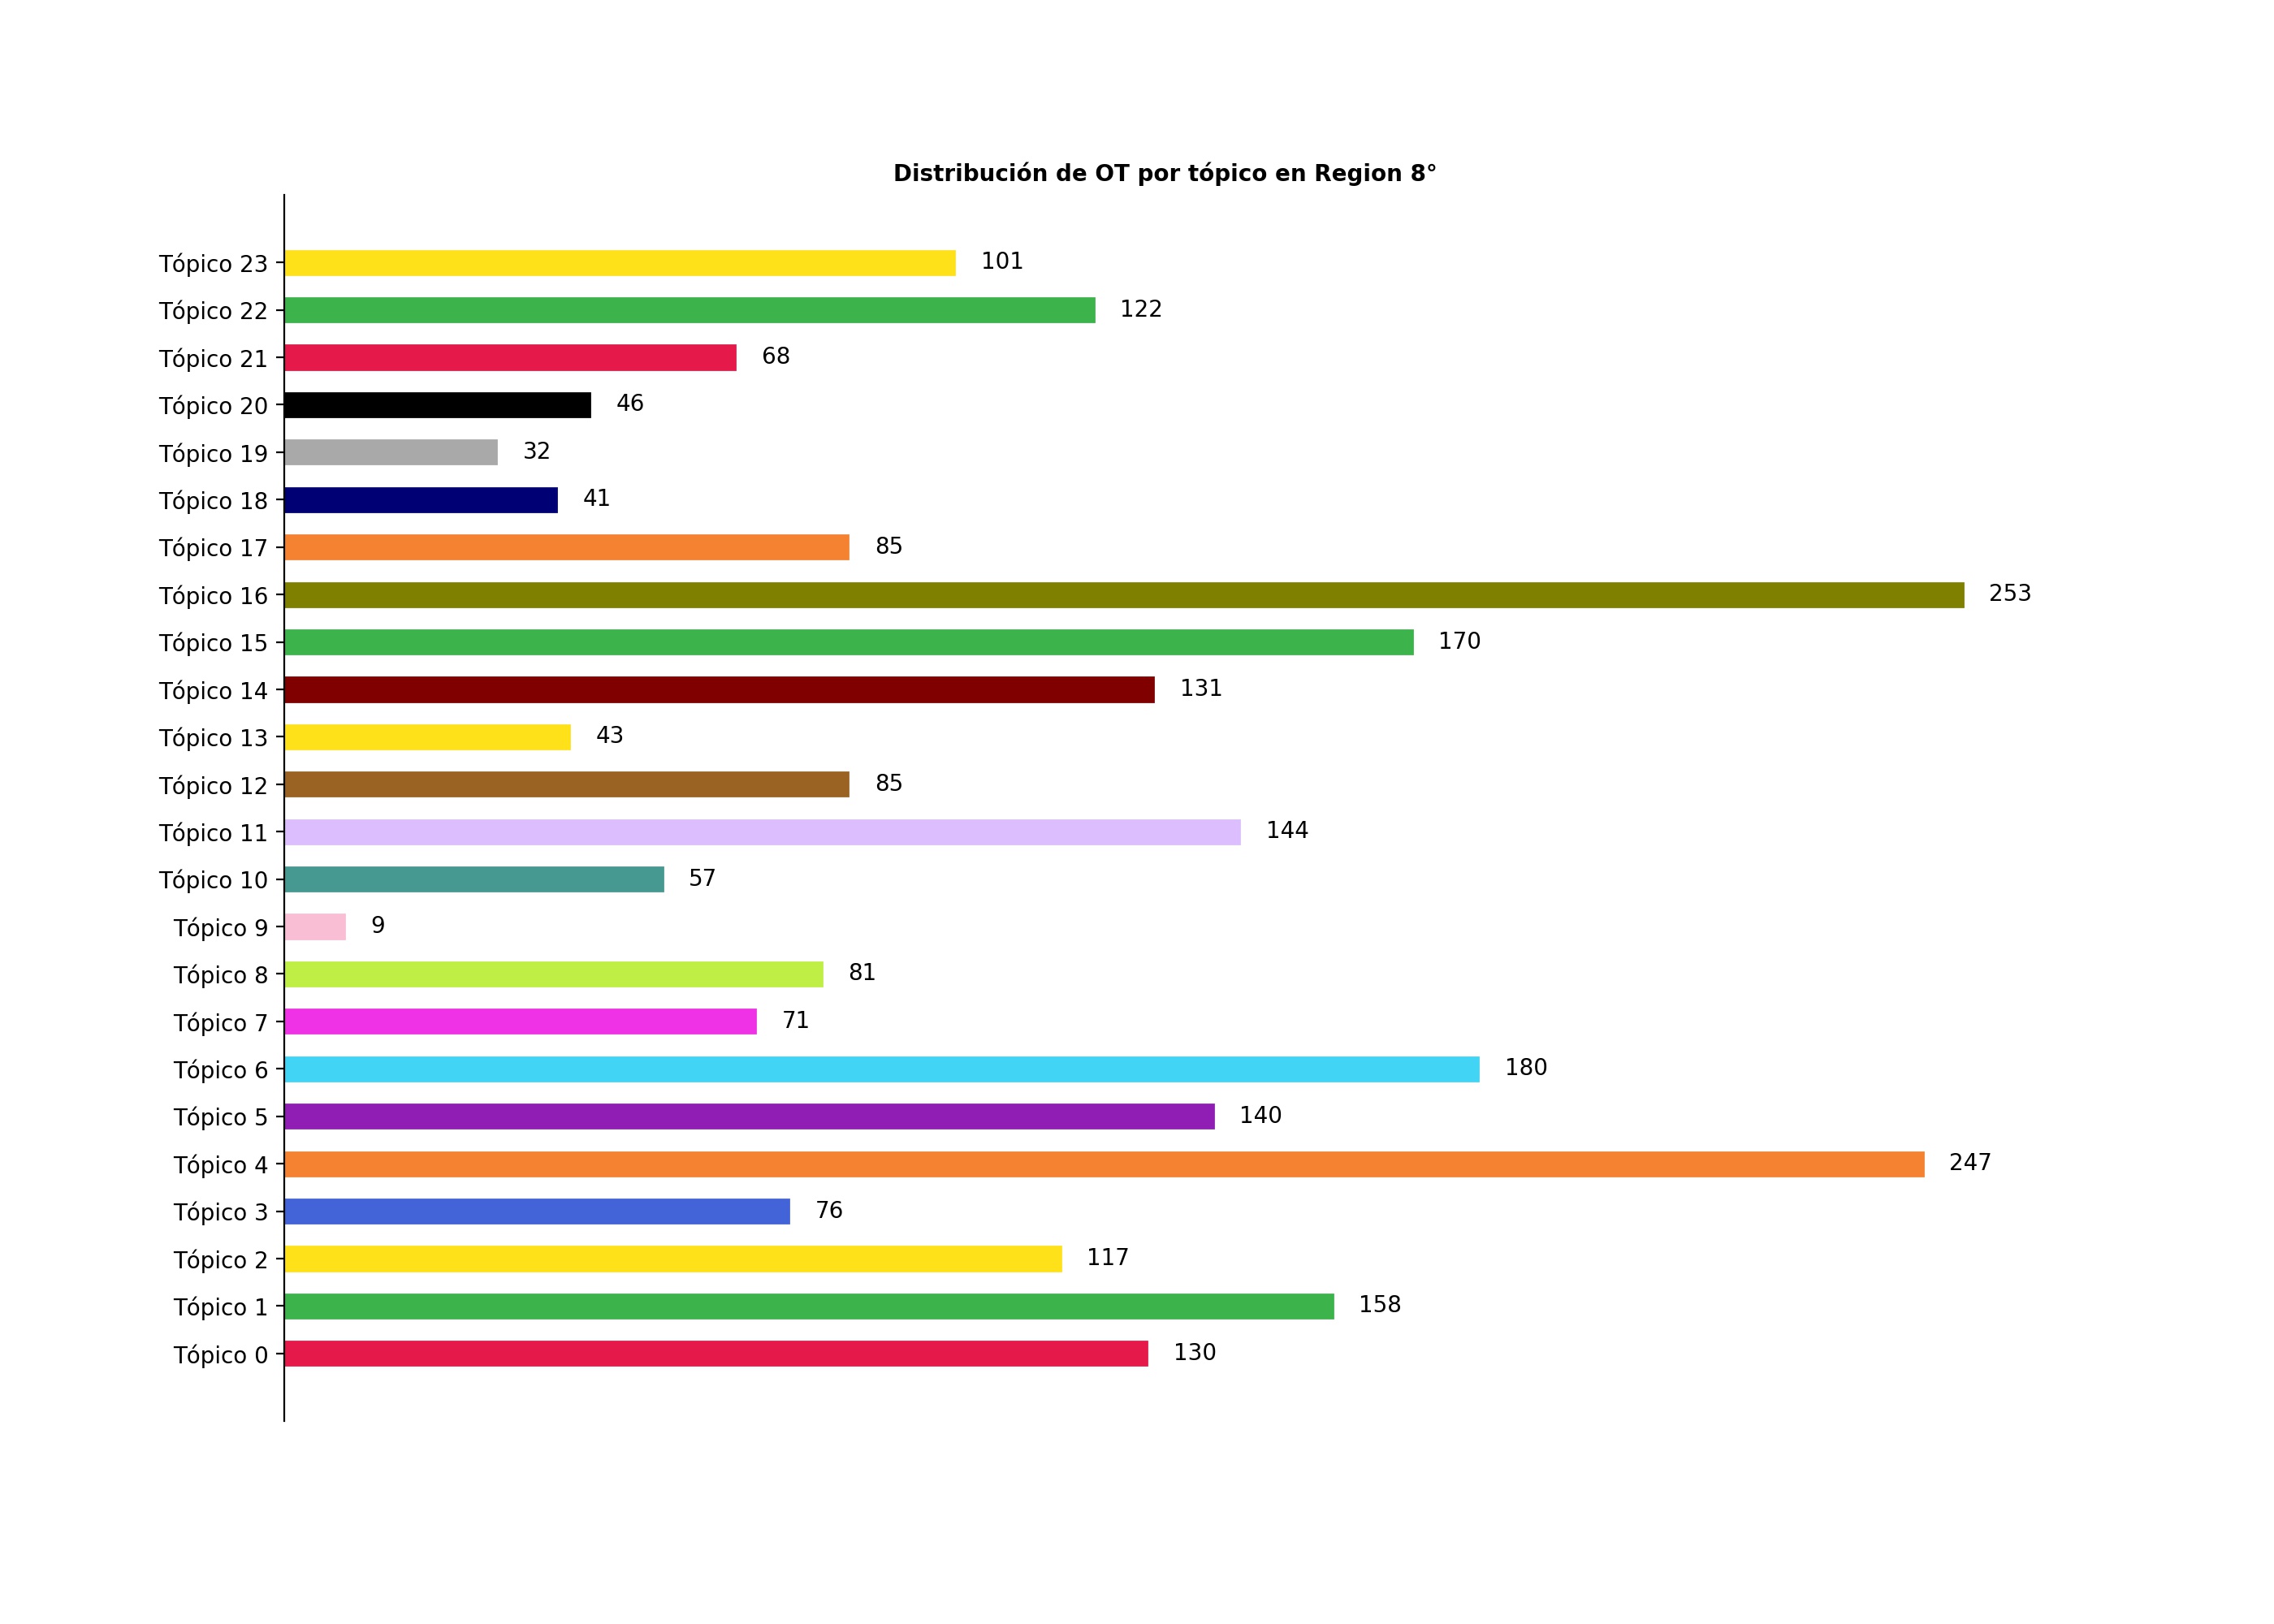 Distribución de OT por tópico en Region 8°
Tópico 23 101
Tópico 22 122
Tópico 21 68
Tópico 20 46
Tópico 19 32
Tópico 18 41
Tópico 17 85
Tópico 16 253
Tópico 15 170
Tópico 14 131
Tópico 13 43
Tópico 12 85
Tópico 11 144
Tópico 10 57
Tópico 9 9
Tópico 8 81
Tópico 7 71
Tópico 6 180
Tópico 5 140
Tópico 4 247
Tópico 3 76
Tópico 2 117
Tópico 1 158
Tópico 0 130